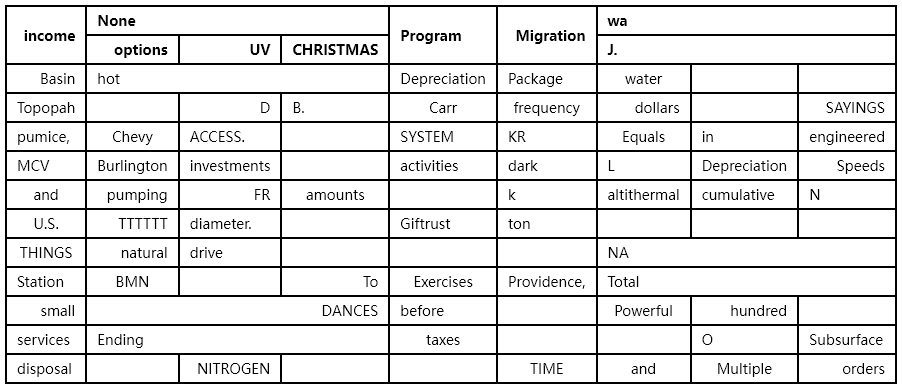 income None Program Migration wa
options UV CHRISTMAS J.
Basin hot Depreciation Package water
Topopah D B. Carr frequency dollars SAYINGS
pumice, Chevy ACCESS. SYSTEM KR Equals in engineered
MCV Burlington investments activities dark L Depreciation Speeds
and pumping FR amounts k altithermal cumulative N
U.S. TTTTTT diameter. Giftrust ton
THINGS natural drive NA
Station BMN To Exercises Providence, Total
small DANCES before Powerful hundred
services Ending taxes O Subsurface
disposal NITROGEN TIME and Multiple orders